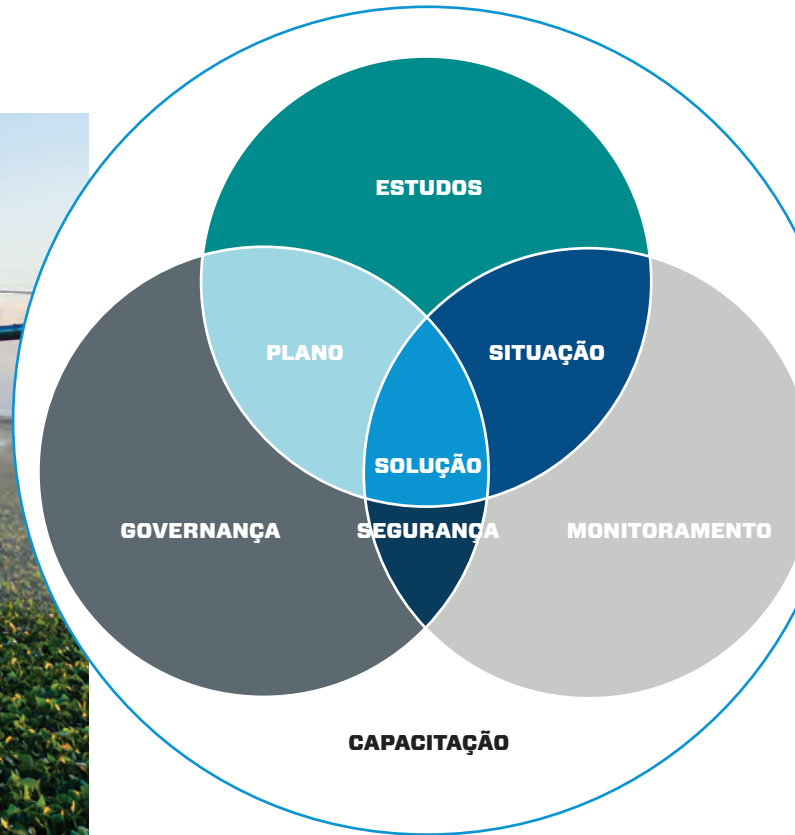 ESTUDOS
PLANO
SITUAÇÃO
SOLUÇÃO
GOVERNANÇA
SEGURANÇA
MONITORAMENTO
CAPACITAÇÃO